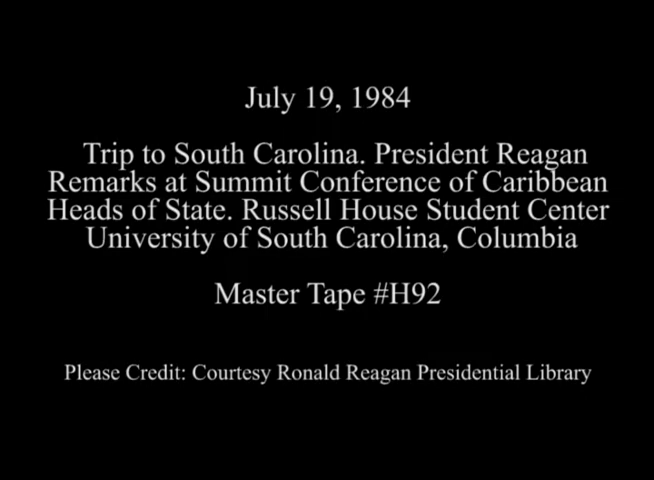 July 19, 1984
Trip to South Carolina. President Reagan
Remarks at Summit Conference of Caribbean
Heads of State. Russell House Student Center
University of South Carolina, Columbia
Master Tape #H92
Please Credit: Courtesy Ronald Reagan Presidential Library